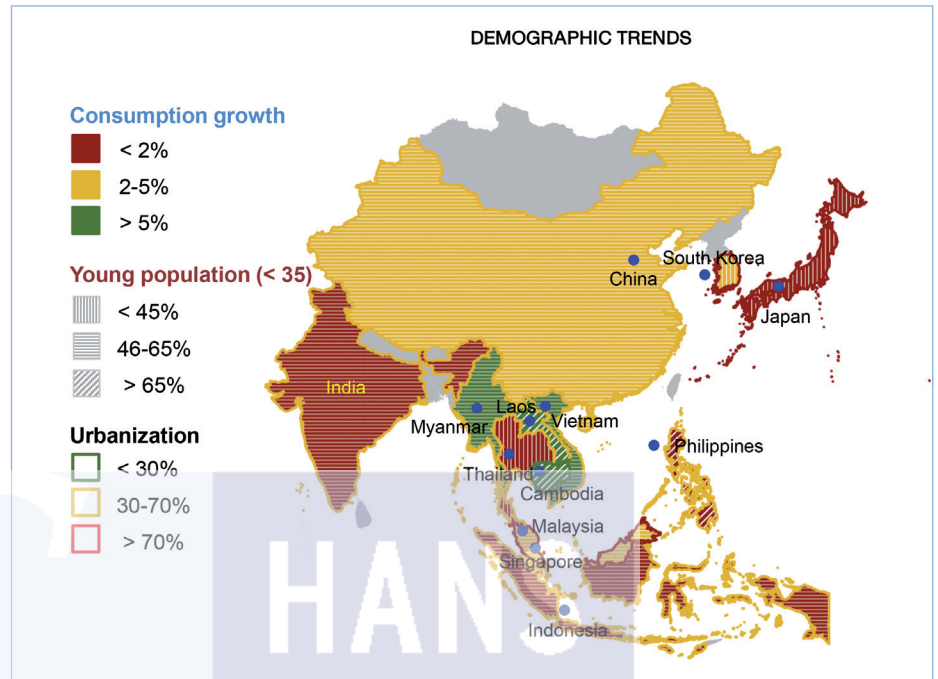 DEMOGRAPHIC TRENDS
Consumption growth
< 2%
2-5%
> 5%
Young population (< 35)
< 45%
46-65%
> 65%
Urbanization
< 30%
30-70%
> 70%
China
South Korea
Japan
India
Myanmar
Laos
Vietnam
Philippines
Thailand
Cambodia
Malaysia
Singapore
Indonesia
HANS